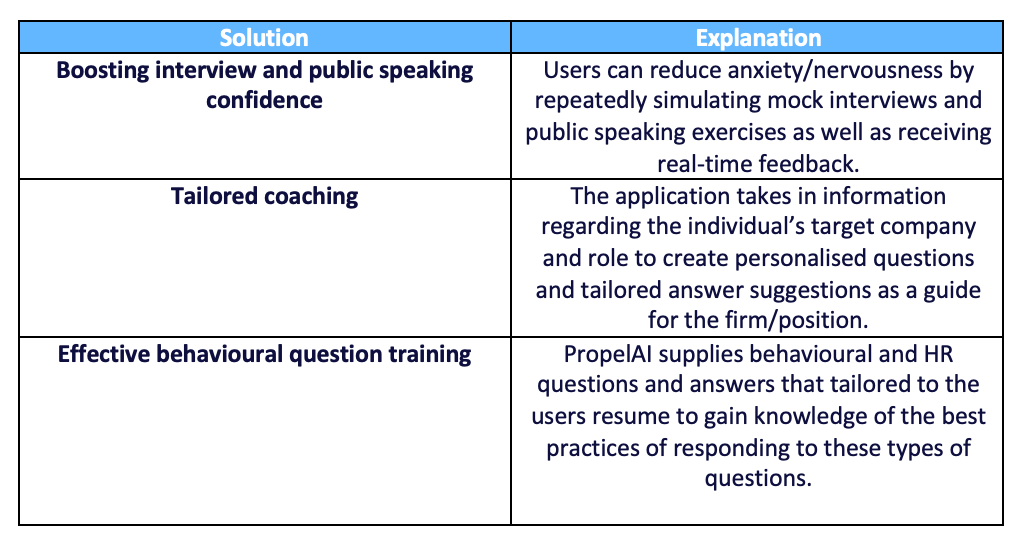 Solution
Explanation
Boosting interview and public speaking
confidence
Users can reduce anxiety/nervousness by
repeatedly simulating mock interviews and
public speaking exercises as well as receiving
real-time feedback.
Tailored coaching
The application takes in information
regarding the individual’s target company
and role to create personalised questions
and tailored answer suggestions as a guide
for the firm/position.
Effective behavioural question training
PropelAI supplies behavioural and HR
questions and answers that tailored to the
users resume to gain knowledge of the best
practices of responding to these types of
questions.